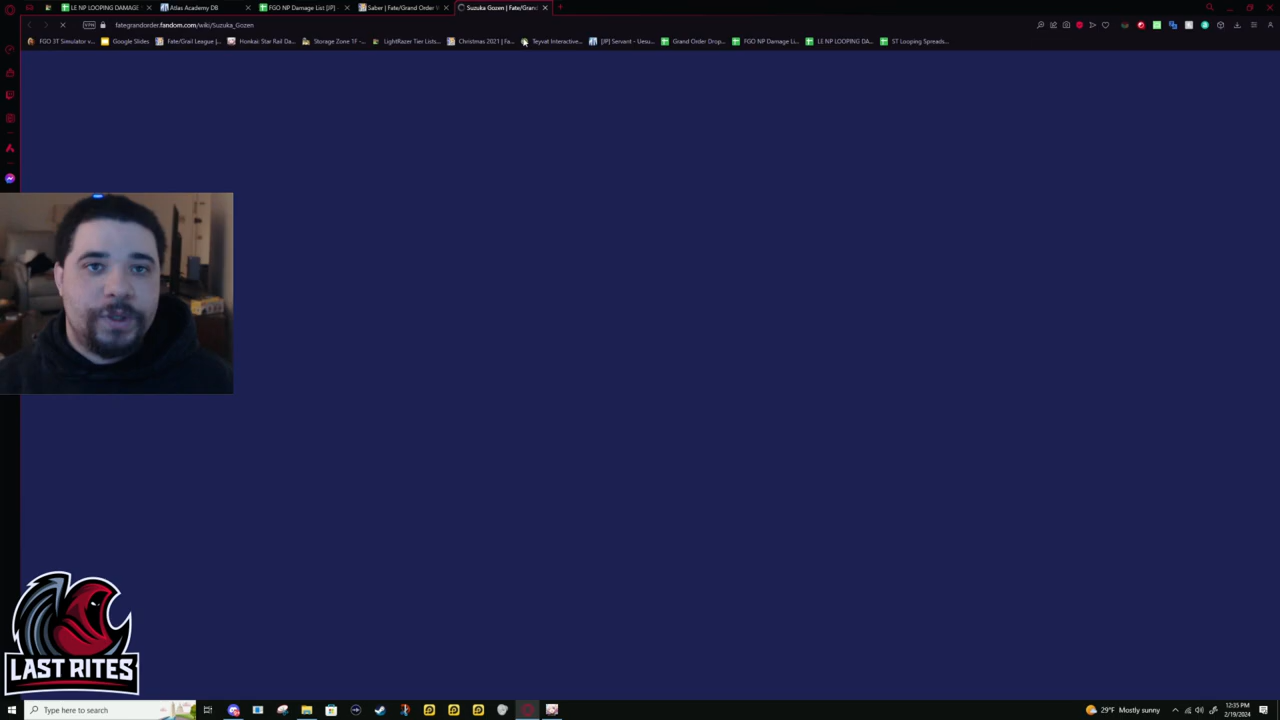 LE NP LOOPING DAMAGE
Atlas Academy DB
FGO NP Damage List [JP] -
Saber | Fate/Grand Order W
Suzuka Gozen | Fate/Gran
VPN
fategrandorder.fandom.com/wiki/Suzuka_Gozen
FGO 3T Simulator v...
Google Slides
Fate/Grail League |...
Honkai: Star Rail Da...
Storage Zone 1F -...
LightRazer Tier Lists...
Christmas 2021 | Fa...
Teyvat Interactive...
[JP] Servant - Uesu...
Grand Order Drop...
FGO NP Damage Li...
LE NP LOOPING DA...
ST Looping Spreads...
LAST RITES
Type here to search
29°F Mostly sunny
12:35 PM
2/19/2024